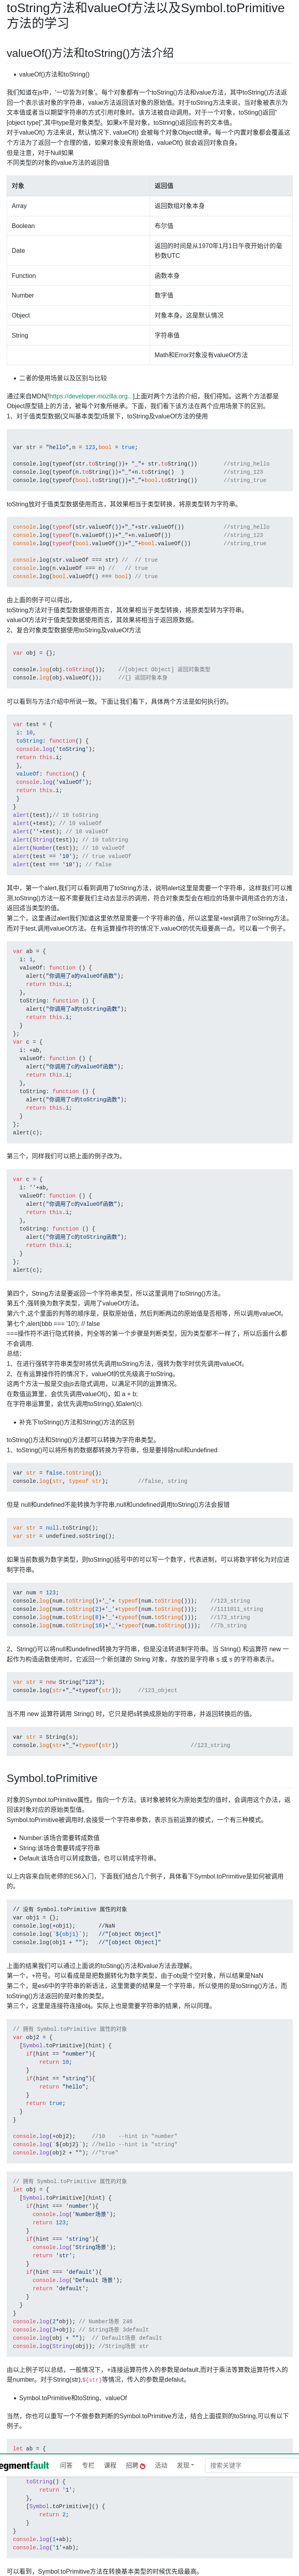 toString方法和valueOf方法以及Symbol.toPrimitive
方法的学习
valueOf()方法和toString()方法介绍
valueOf()方法和toString()
我们知道在js中，'一切皆为对象'。每个对象都有一个toString()方法和value方法，其中toString()方法返
回一个表示该对象的字符串，value方法返回该对象的原始值。对于toString方法来说，当对象被表示为
文本值或者当以期望字符串的方式引用对象时。该方法被自动调用。对于一个对象，toString()返回"
[object type]",其中type是对象类型。如果x不是对象，toString()返回应有的文本值。
对于valueOf() 方法来说，默认情况下, valueOf() 会被每个对象Object继承。每一个内置对象都会覆盖这
个方法为了返回一个合理的值，如果对象没有原始值，valueOf() 就会返回对象自身。
但是注意，对于Null如果
不同类型的对象的value方法的返回值
对象 返回值
Array 返回数组对象本身
Boolean 布尔值
Date 返回的时间是从1970年1月1日午夜开始计的毫
秒数UTC
Function 函数本身
Number 数字值
Object 对象本身。这是默认情况
String 字符串值
Math和Error对象没有valueOf方法
二者的使用场景以及区别与比较
通过来自MDN[!https://developer.mozilla.org...]上面对两个方法的介绍，我们得知。这两个方法都是
Object原型链上的方法，被每个对象所继承。下面，我们看下该方法在两个应用场景下的区别。
1、对于值类型数据(又叫基本类型)场景下，toString及valueOf方法的使用
var str = "hello",n = 123,bool = true;
console.log(typeof(str.toString())+ "_"+ str.toString()) //string_hello
console.log(typeof(n.toString())+"_"+n.toString() ) //string_123
console.log(typeof(bool.toString())+"_"+bool.toString()) //string_true
toString放对于值类型数据使用而言，其效果相当于类型转换，将原类型转为字符串。
console.log(typeof(str.valueOf())+"_"+str.valueOf()) //string_hello
console.log(typeof(n.valueOf())+"_"+n.valueOf()) //string_123
console.log(typeof(bool.valueOf())+"_"+bool.valueOf()) //string_true
console.log(str.valueOf === str) // // true
console.log(n.valueOf === n) // // true
console.log(bool.valueOf() === bool) // true
由上面的例子可以得出，
toString方法对于值类型数据使用而言，其效果相当于类型转换，将原类型转为字符串。
valueOf方法对于值类型数据使用而言，其效果将相当于返回原数据。
2、复合对象类型数据使用toString及valueOf方法
var obj = {};
console.log(obj.toString()); //[object Object] 返回对象类型
console.log(obj.valueOf()); //{} 返回对象本身
可以看到与方法介绍中所说一致。下面让我们看下，具体两个方法是如何执行的。
var test = {
i: 10,
toString: function() {
console.log('toString');
return this.i;
},
valueOf: function() {
console.log('valueOf');
return this.i;
}
}
alert(test);// 10 toString
alert(+test); // 10 valueOf
alert(''+test); // 10 valueOf
alert(String(test)); // 10 toString
alert(Number(test)); // 10 valueOf
alert(test == '10'); // true valueOf
alert(test === '10'); // false
其中，第一个alert,我们可以看到调用了toString方法，说明alert这里是需要一个字符串，这样我们可以推
测,toString()方法一般不需要我们主动去显示的调用，符合对象类型会在相应的场景中调用适合的方法，
返回适当类型的值。
第二个，这里通过alert我们知道这里依然是需要一个字符串的值，所以这里是+test调用了toString方法。
而对于test,调用valueOf方法。在有运算操作符的情况下,valueOf的优先级要高一点。可以看一个例子。
var ab = {
i: 1,
valueOf: function () {
alert("你调用了a的valueOf函数");
return this.i;
},
toString: function () {
alert("你调用了a的toString函数");
return this.i;
}
};
var c = {
i: +ab,
valueOf: function () {
alert("你调用了c的valueOf函数");
return this.i;
},
toString: function () {
alert("你调用了c的toString函数");
return this.i;
}
};
alert(c);
第三个，同样我们可以把上面的例子改为。
var c = {
i: ''+ab,
valueOf: function () {
alert("你调用了c的valueOf函数");
return this.i;
},
toString: function () {
alert("你调用了c的toString函数");
return this.i;
}
};
alert(c);
第四个，String方法是要返回一个字符串类型，所以这里调用了toString()方法。
第五个,强转换为数字类型，调用了valueOf方法。
第六个,这个里面的判等的顺序是，获取原始值，然后判断两边的原始值是否相等，所以调用valueOf。
第七个,alert(bbb === '10'); // false
===操作符不进行隐式转换，判全等的第一个步骤是判断类型，因为类型都不一样了，所以后面什么都
不会调用.
总结：
1、在进行强转字符串类型时将优先调用toString方法，强转为数字时优先调用valueOf。
2、在有运算操作符的情况下，valueOf的优先级高于toString。
这两个方法一般是交由js去隐式调用，以满足不同的运算情况。
在数值运算里，会优先调用valueOf()，如 a + b;
在字符串运算里，会优先调用toString(),如alert(c).
补充下toString()方法和String()方法的区别
toString()方法和String()方法都可以转换为字符串类型。
1、toString()可以将所有的数据都转换为字符串，但是要排除null和undefined
var str = false.toString();
console.log(str, typeof str); //false, string
但是 null和undefined不能转换为字符串,null和undefined调用toString()方法会报错
var str = null.toString();
var str = undefined.soString();
如果当前数据为数字类型，则toString()括号中的可以写一个数字，代表进制，可以将数字转化为对应进
制字符串。
var num = 123;
console.log(num.toString()+'_'+ typeof(num.toString())); //123_string
console.log(num.toString(2)+'_'+typeof(num.toString())); //1111011_string
console.log(num.toString(8)+'_'+typeof(num.toString())); //173_string
console.log(num.toString(16)+'_'+typeof(num.toString())); //7b_string
2、String()可以将null和undefined转换为字符串，但是没法转进制字符串。当 String() 和运算符 new 一
起作为构造函数使用时，它返回一个新创建的 String 对象，存放的是字符串 s 或 s 的字符串表示。
var str = new String("123");
console.log(str+"_"+typeof(str)); //123_object
当不用 new 运算符调用 String() 时，它只是把s转换成原始的字符串，并返回转换后的值。
var str = String(s);
console.log(str+"_"+typeof(str)) //123_string
Symbol.toPrimitive
对象的Symbol.toPrimitive属性。指向一个方法。该对象被转化为原始类型的值时，会调用这个办法，返
回该对象对应的原始类型值。
Symbol.toPrimitive被调用时,会接受一个字符串参数，表示当前运算的模式，一个有三种模式。
Number:该场合需要转成数值
String:该场合需要转成字符串
Default:该场合可以转成数值，也可以转成字符串。
以上内容来自阮老师的ES6入门，下面我们结合几个例子，具体看下Symbol.toPrimitive是如何被调用
的。
// 没有 Symbol.toPrimitive 属性的对象
var obj1 = {};
console.log(+obj1); //NaN
console.log(`${obj1}`); //"[object Object]"
console.log(obj1 + ""); //"[object Object]"
上面的结果我们可以通过上面说的toSting()方法和value方法去理解。
第一个，+符号。可以看成是是把数据转化为数字类型，由于obj是个空对象，所以结果是NaN
第二个。是es6中的字符串的新语法，这里需要的结果是一个字符串，所以使用的是toString()方法，而
toString()方法返回的是对象的类型。
第三个，这里是连接符连接obj。实际上也是需要字符串的结果，所以同理。
// 拥有 Symbol.toPrimitive 属性的对象
var obj2 = {
[Symbol.toPrimitive](hint) {
if(hint == "number"){
return 10;
}
if(hint == "string"){
return "hello";
}
return true;
}
}
console.log(+obj2); //10 --hint in "number"
console.log(`${obj2}`); //hello --hint is "string"
console.log(obj2 + ""); //"true"
// 拥有 Symbol.toPrimitive 属性的对象
let obj = {
[Symbol.toPrimitive](hint) {
if(hint === 'number'){
console.log('Number场景');
return 123;
}
if(hint === 'string'){
console.log('String场景');
return 'str';
}
if(hint === 'default'){
console.log('Default 场景');
return 'default';
}
}
}
console.log(2*obj); // Number场景 246
console.log(3+obj); // String场景 3default
console.log(obj + ""); // Default场景 default
console.log(String(obj)); //String场景 str
由以上例子可以总结，一般情况下，+连接运算符传入的参数是default,而对于乘法等算数运算符传入的
是number。对于String(str),${str}等情况，传入的参数是defalut。
Symbol.toPrimitive和toString、valueOf
当然，你也可以重写一个不做参数判断的Symbol.toPrimitive方法，结合上面提到的toString,可以有以下
例子。
let ab = {
egmentfault 问答 专栏 课程 招聘 活动 发现 搜索关键字
toString() {
return '1';
},
[Symbol.toPrimitive]() {
return 2;
}
}
console.log(1+ab);
console.log('1'+ab);
可以看到，Symbol.toPrimitive方法在转换基本类型的时候优先级最高。